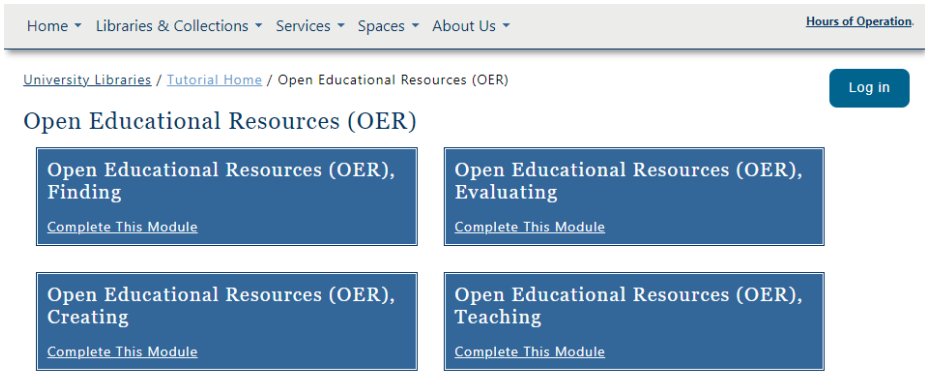 Home Libraries & Collections Services Spaces About Us Hours of Operation.
University Libraries / Tutorial Home / Open Educational Resources (OER)
Log in
Open Educational Resources (OER)
Open Educational Resources (OER),
Finding
Complete This Module
Open Educational Resources (OER),
Evaluating
Complete This Module
Open Educational Resources (OER),
Creating
Complete This Module
Open Educational Resources (OER),
Teaching
Complete This Module